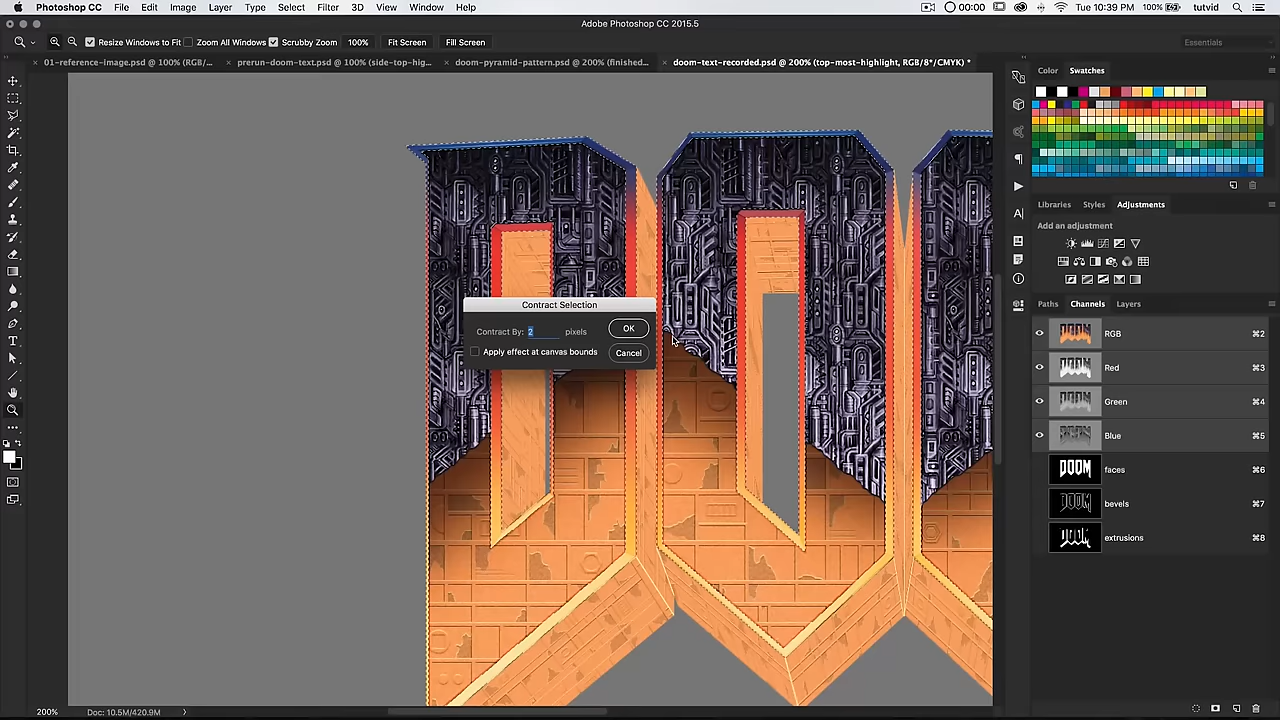 Photoshop CC File Edit Image Layer Type Select Filter 3D View Window Help 00:00 Tue 10:39 PM 100% tutvid
Adobe Photoshop CC 2015.5
Resize Windows to Fit Zoom All Windows Scrubby Zoom 100% Fit Screen Fill Screen Essentials
× 01-reference-image.psd @ 100% (RGB/... × prerun-doom-text.psd @ 100% (side-top-hig... × doom-pyramid-pattern.psd @ 200% (finished... × doom-text-recorded.psd @ 200% (top-most-highlight, RGB/8*/CMYK) *
Color Swatches
Libraries Styles Adjustments
Add an adjustment
Paths Channels Layers
RGB ⌘2
Red ⌘3
Green ⌘4
Blue ⌘5
faces ⌘6
bevels ⌘7
extrusions ⌘8
Contract Selection
Contract By: 2 pixels OK
Apply effect at canvas bounds Cancel
200% Doc: 10.5M/420.9M